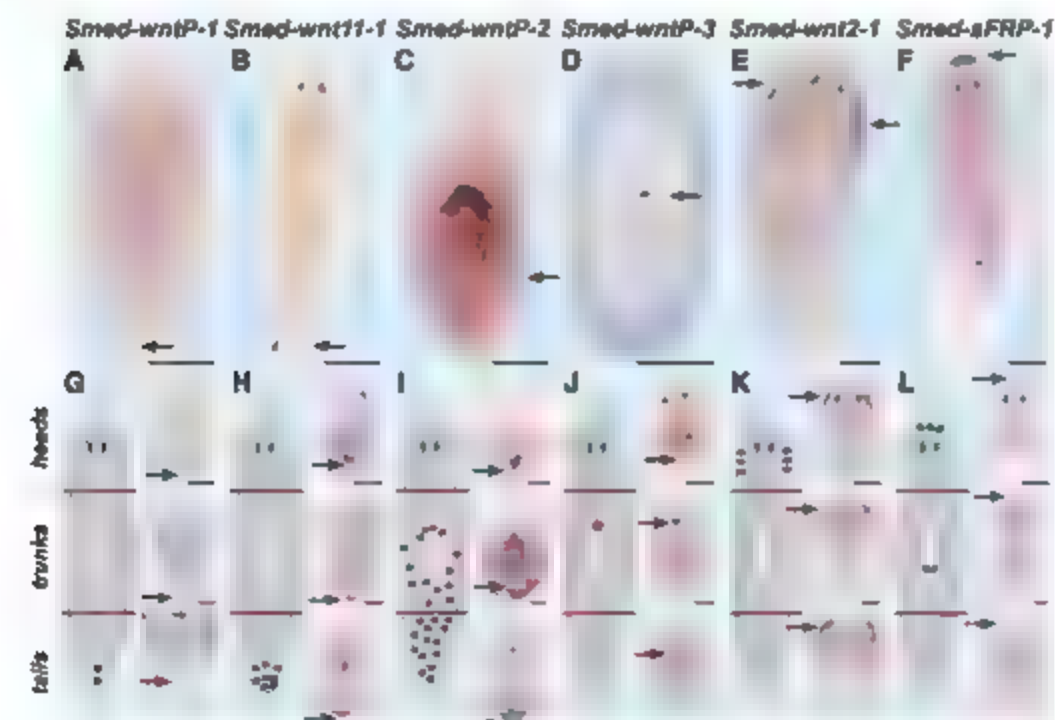 Smed-wntP-1 Smed-wnt11-1 Smed-wntP-2 Smed-wntP-3 Smed-wnt2-1 Smed-sFRP-1
A B C D E F
G H I J K L
heads
trunks
tails